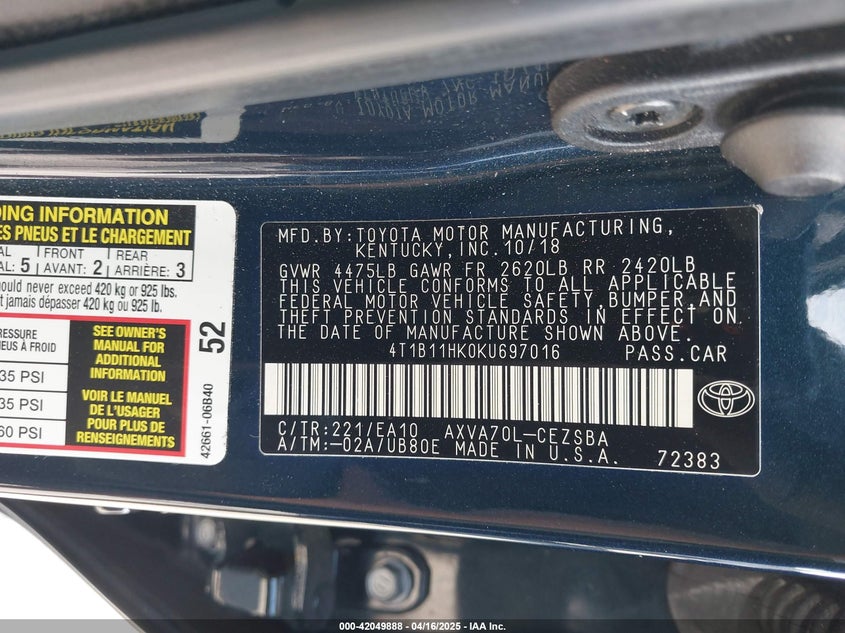 DING INFORMATION
ES PNEUS ET LE CHARGEMENT
AL FRONT REAR
AL: 5 AVANT: 2 ARRIÈRE: 3
ould never exceed 420 kg or 925 lbs.
t jamais dépasser 420 kg ou 925 lb.
RESSURE
NEUS À FROID
35 PSI
35 PSI
60 PSI
SEE OWNER'S
MANUAL FOR
ADDITIONAL
INFORMATION
VOIR LE MANUEL
DE L'USAGER
POUR PLUS DE
RENSEIGNEMENTS
52
42661-06B40
MFD.BY:TOYOTA MOTOR MANUFACTURING,
KENTUCKY, INC. 10/18
GVWR 4475LB GAWR FR 2620LB RR 2420LB
THIS VEHICLE CONFORMS TO ALL APPLICABLE
FEDERAL MOTOR VEHICLE SAFETY,BUMPER,AND
THEFT PREVENTION STANDARDS IN EFFECT ON
THE DATE OF MANUFACTURE SHOWN ABOVE.
4T1B11HK0KU697016 PASS.CAR
C/TR:221/EA10 AXVA70L-CEZSBA
A/TM:-02A/UB80E MADE IN U.S.A. 72383
000-42049888 - 04/16/2025 - IAA Inc.